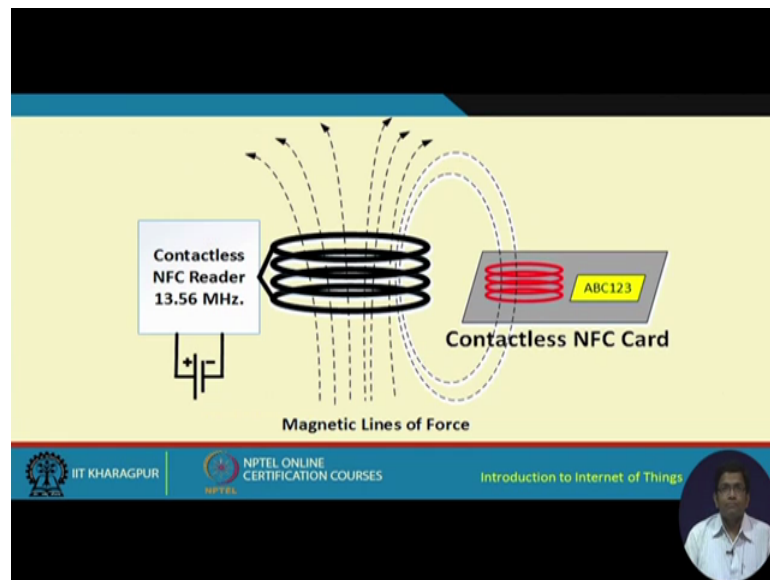 Contactless
NFC Reader
13.56 MHz.
+ -
ABC123
Contactless NFC Card
Magnetic Lines of Force
IIT KHARAGPUR
NPTEL
NPTEL ONLINE
CERTIFICATION COURSES
Introduction to Internet of Things